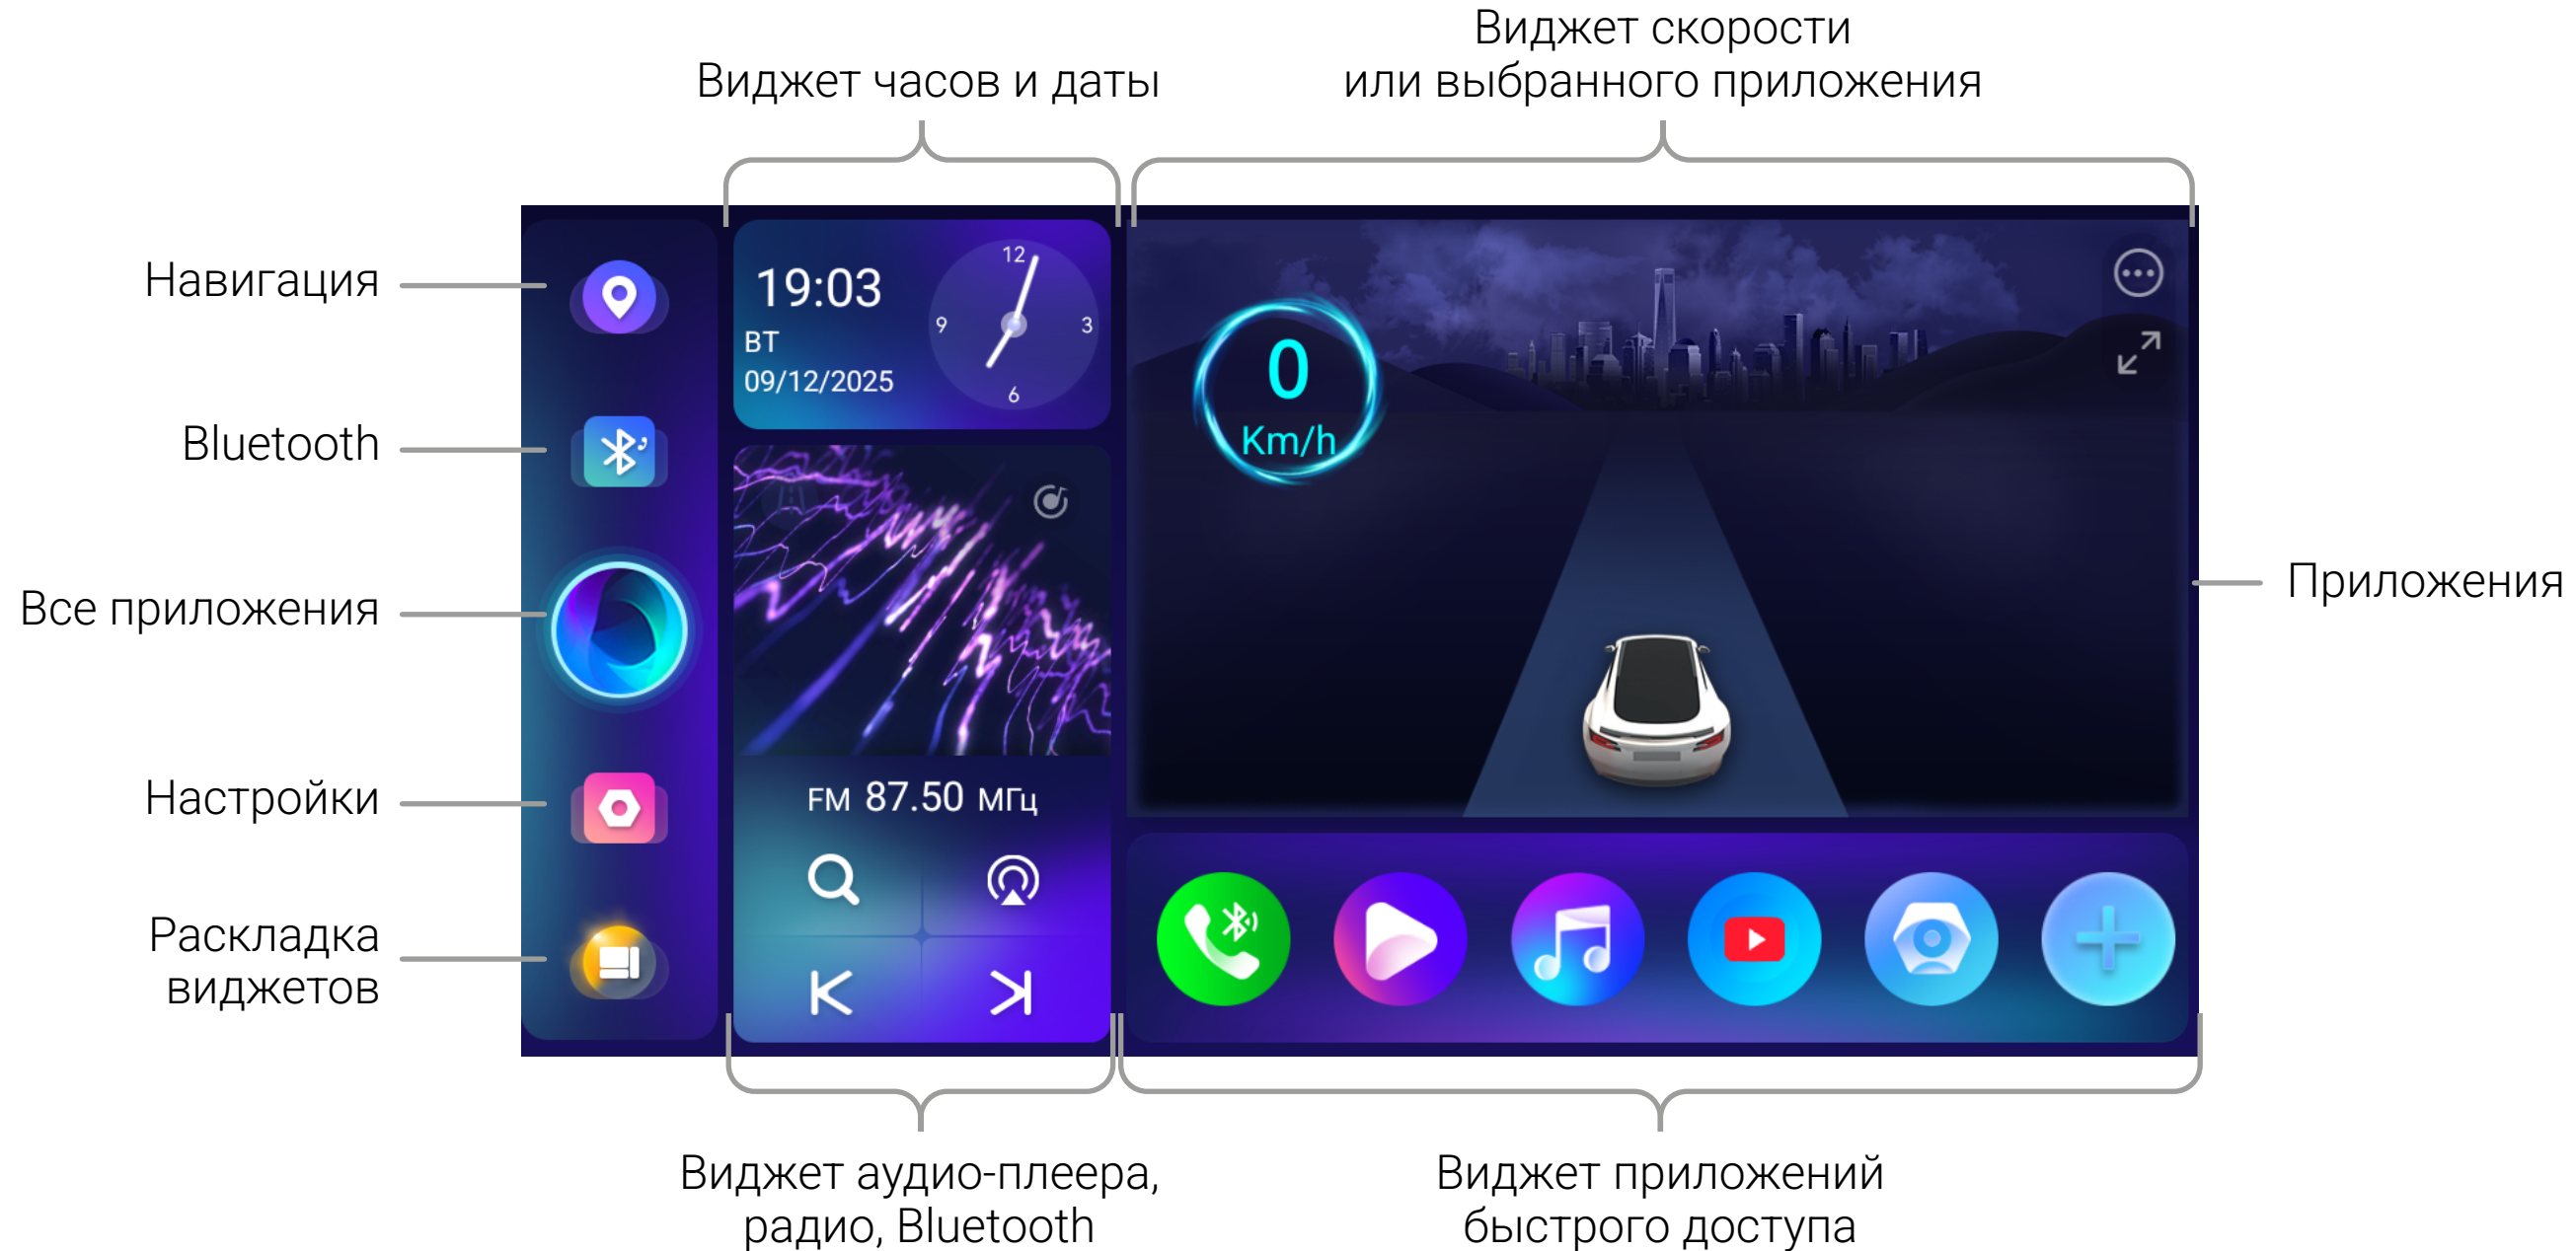 Виджет скорости
или выбранного приложения
Виджет часов и даты
Навигация
Bluetooth
Все приложения
Настройки
Раскладка
виджетов
19:03
ВТ
09/12/2025
12
3
6
9
FM 87.50 МГц
0
Km/h
Приложения
Виджет аудио-плеера,
радио, Bluetooth
Виджет приложений
быстрого доступа